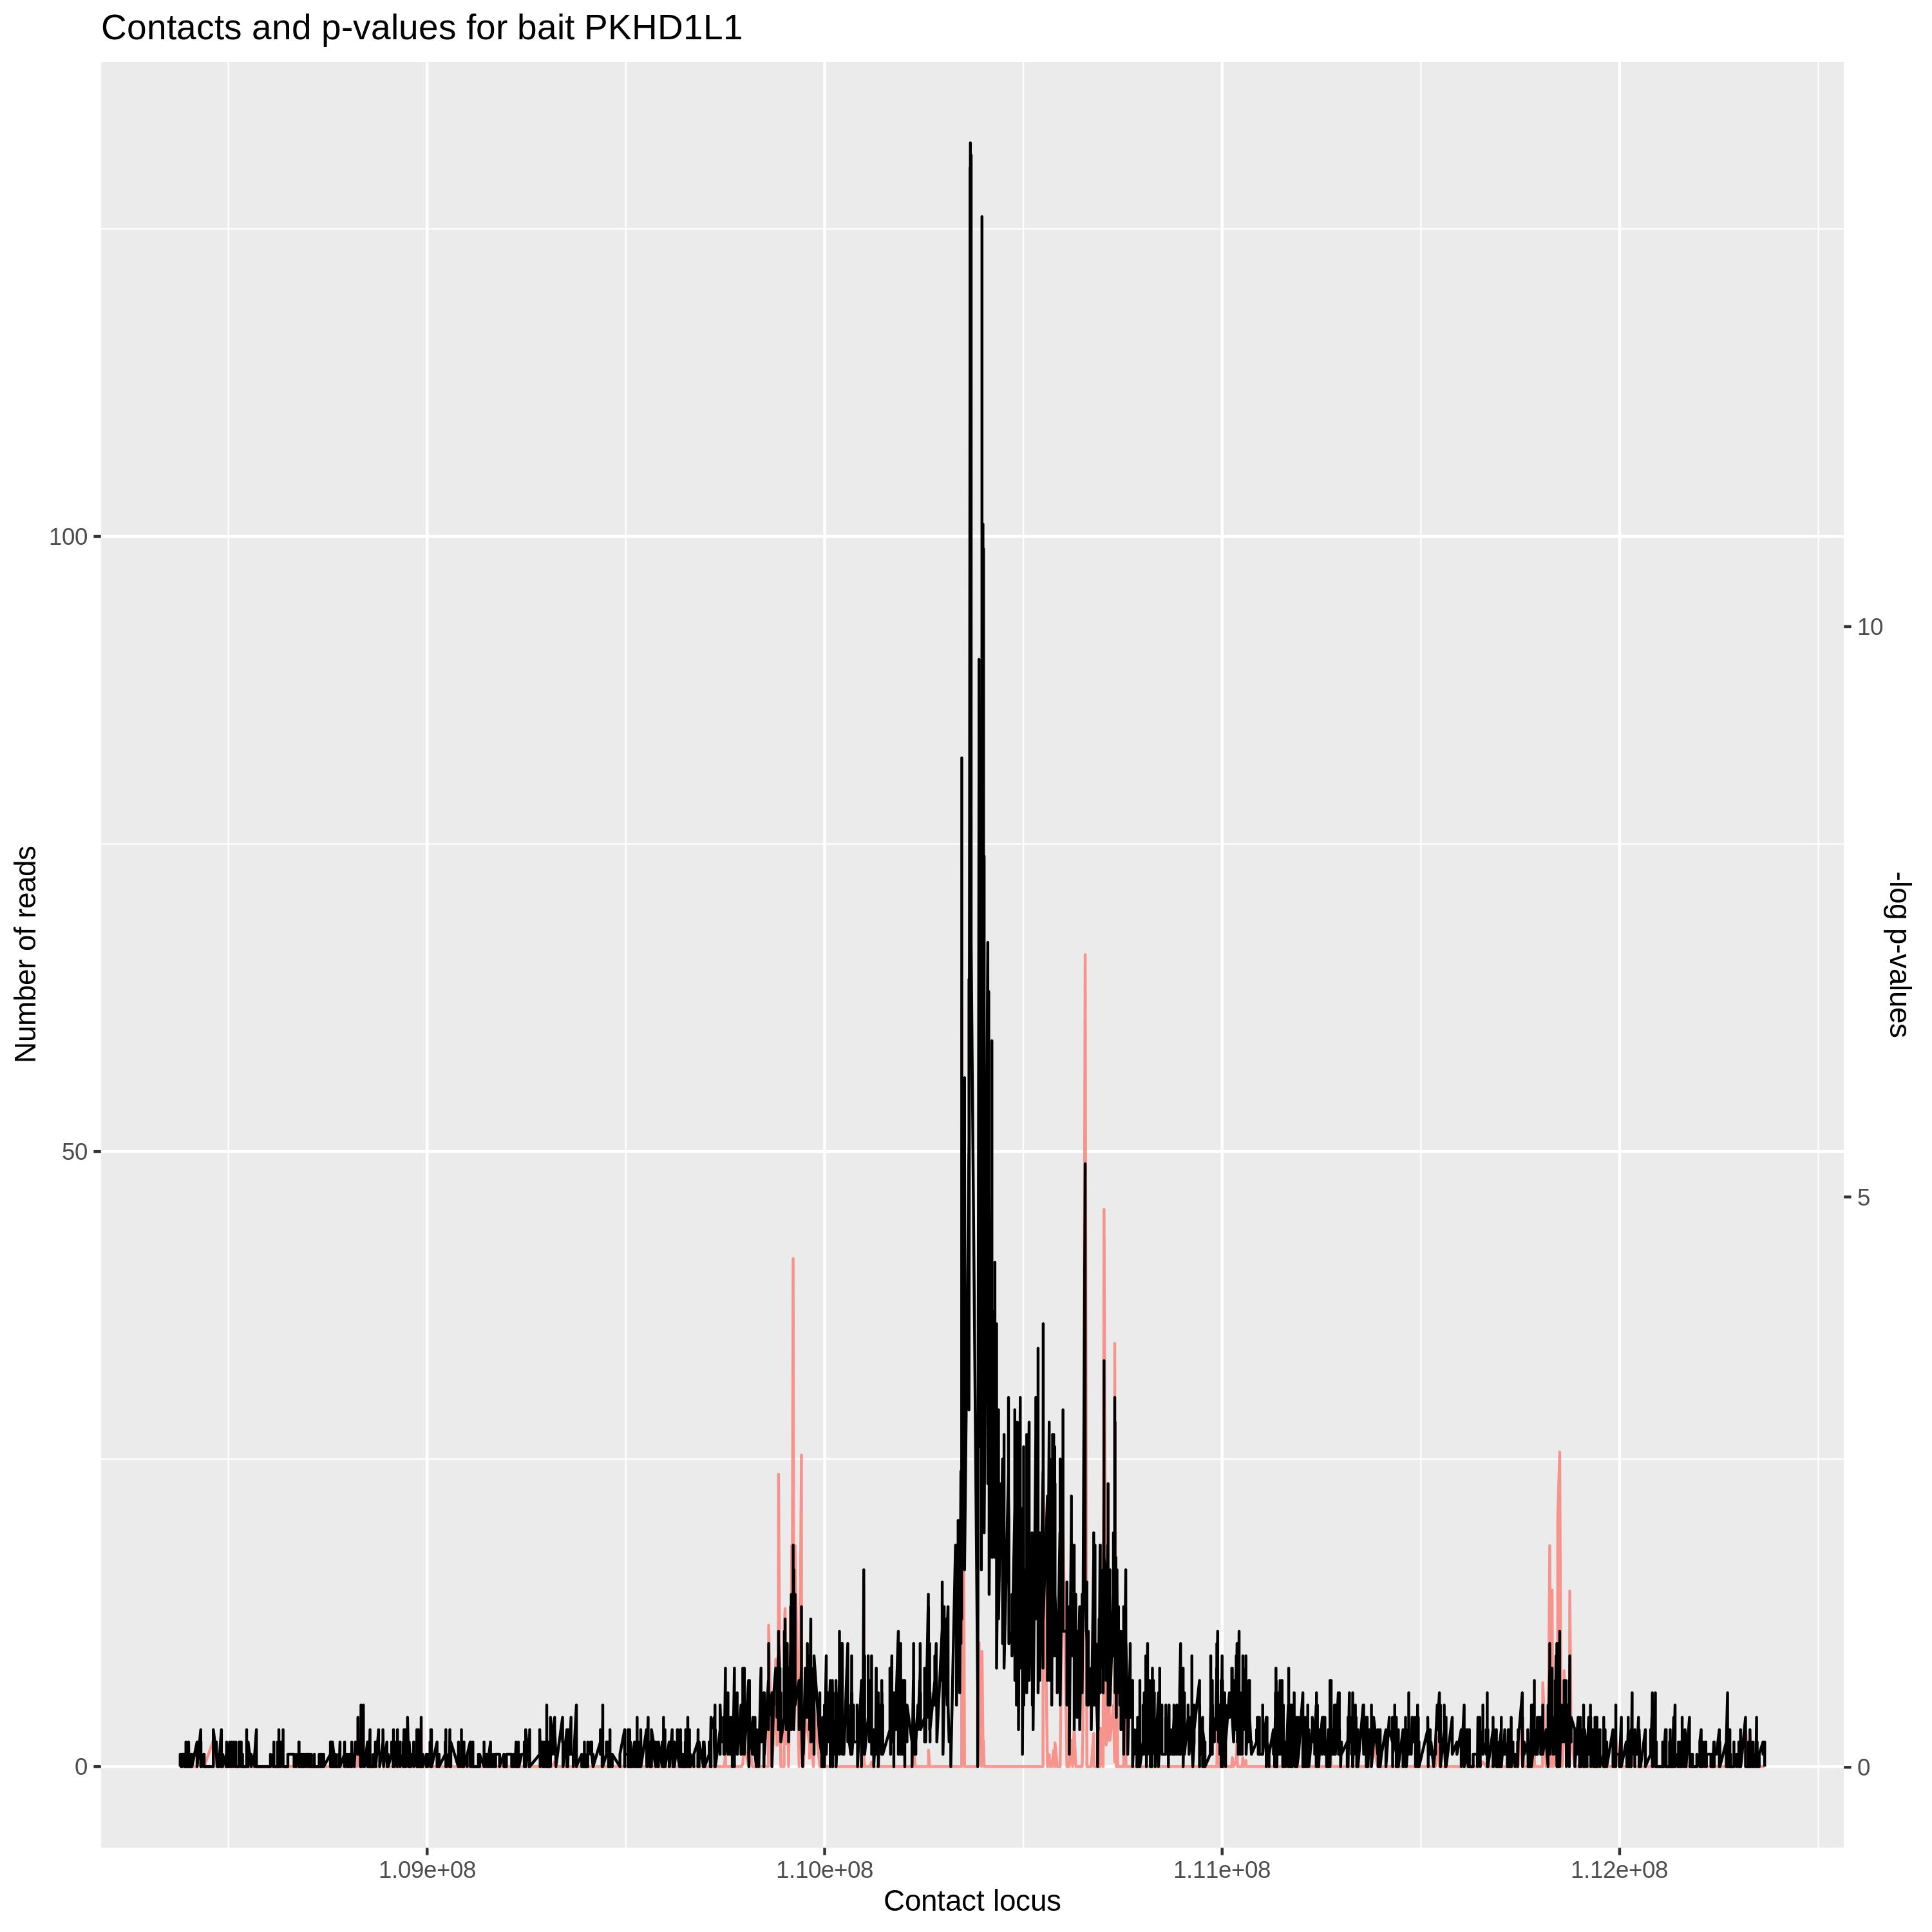 Contacts and p-values for bait PKHD1L1
Number of reads
100
50
0
10
5
0
-log p-values
1.09e+08
1.10e+08
1.11e+08
1.12e+08
Contact locus